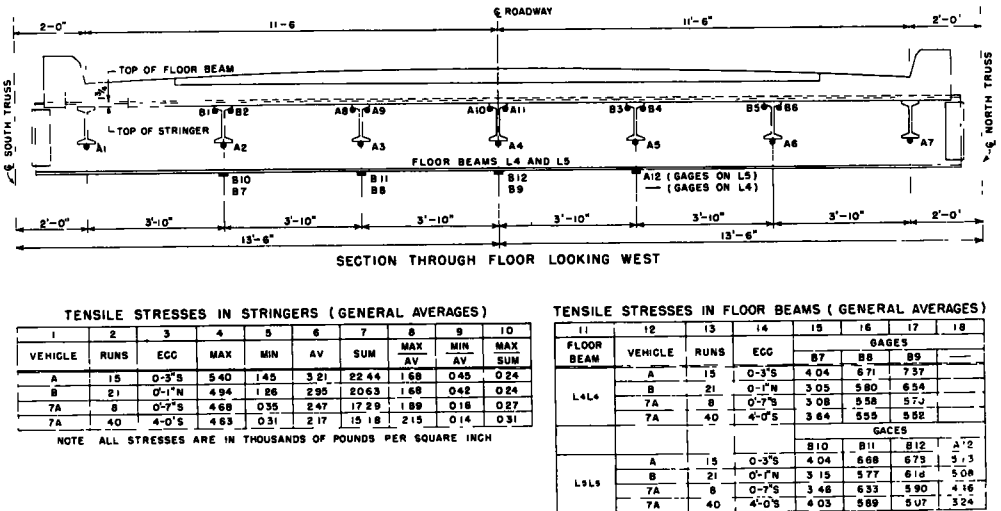 ℄ ROADWAY
2'-0" 11-6 11'-6" 2'-0'
TOP OF FLOOR BEAM
1 3/4
TOP OF STRINGER
B1 B2 A8 A9 A10 A11 B3 B4 B5 B6
A1 A2 A3 A4 A5 A6 A7
℄ SOUTH TRUSS
℄ NORTH TRUSS
FLOOR BEAMS L4 AND L5
B10 B11 B12 A12 (GAGES ON L5)
B7 B8 B9 — (GAGES ON L4)
2'-0" 3'-10" 3'-10" 3'-10" 3'-10" 3'-10" 3'-10" 2'-0"
13'-6" 13'-6"
SECTION THROUGH FLOOR LOOKING WEST
TENSILE STRESSES IN STRINGERS (GENERAL AVERAGES)
1 2 3 4 5 6 7 8 9 10
VEHICLE RUNS ECC MAX MIN AV SUM MAX/AV MIN/AV MAX/SUM
A 15 0-3"S 5 40 1 45 3 21 22 44 1 68 0 45 0 24
B 21 0'-1"N 4 94 1 26 2 95 20 63 1 68 0 42 0 24
7A 8 0'-7"S 4 68 0 35 2 47 17 29 1 89 0 16 0 27
7A 40 4-0"S 4 63 0 31 2 17 15 18 2 15 0 14 0 31
NOTE ALL STRESSES ARE IN THOUSANDS OF POUNDS PER SQUARE INCH
TENSILE STRESSES IN FLOOR BEAMS (GENERAL AVERAGES)
11 12 13 14 15 16 17 18
FLOOR BEAM VEHICLE RUNS ECC GAGES
B7 B8 B9 —
L4L4 A 15 0-3"S 4 04 6 71 7 37
B 21 0-1"N 3 05 5 80 6 54
7A 8 0-7"S 3 08 5 58
7A 40 4-0"S 3 64 5 55 5 52
GAGES
B10 B11 B12 A12
L5L5 A 15 0-3"S 4 04 6 68 6 73
B 21 0'-1"N 3 15 5 77 5 08
7A 8 0-7"S 3 46 6 33 5 90
7A 40 4-0"S 4 03 5 89 5 07 3 24